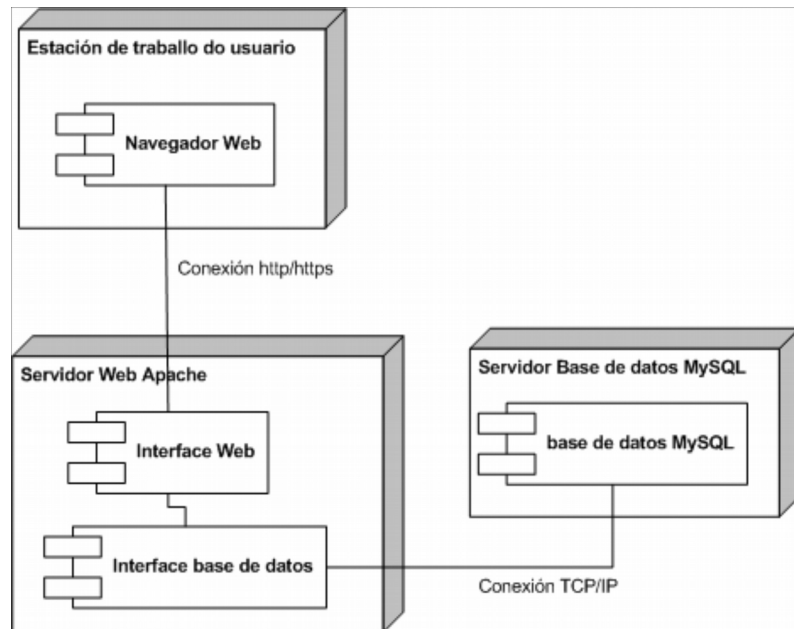 Estación de traballo do usuario
Navegador Web
Conexión http/https
Servidor Web Apache
Interface Web
Interface base de datos
Servidor Base de datos MySQL
base de datos MySQL
Conexión TCP/IP